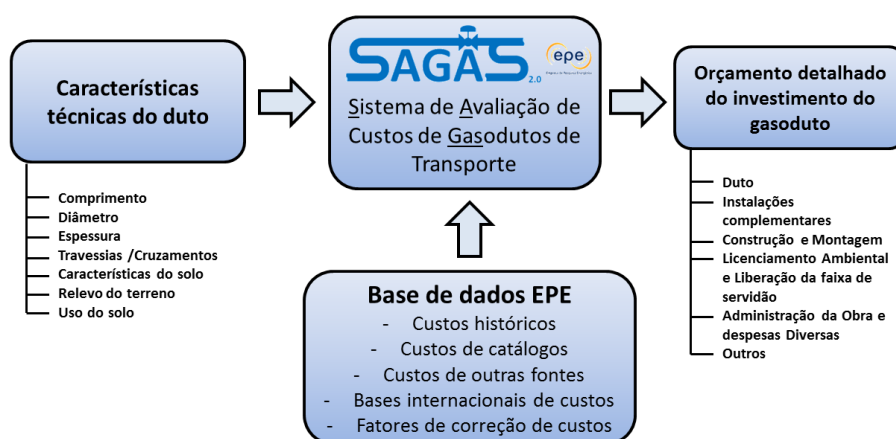 Características
técnicas do duto
Comprimento
Diâmetro
Espessura
Travessias /Cruzamentos
Características do solo
Relevo do terreno
Uso do solo
SAGÁS
2.0
epe
Sistema de Avaliação de
Custos de Gasodutos de
Transporte
Base de dados EPE
- Custos históricos
- Custos de catálogos
- Custos de outras fontes
- Bases internacionais de custos
- Fatores de correção de custos
Orçamento detalhado
do investimento do
gasoduto
Duto
Instalações
complementares
Construção e Montagem
Licenciamento Ambiental
e Liberação da faixa de
servidão
Administração da Obra e
despesas Diversas
Outros